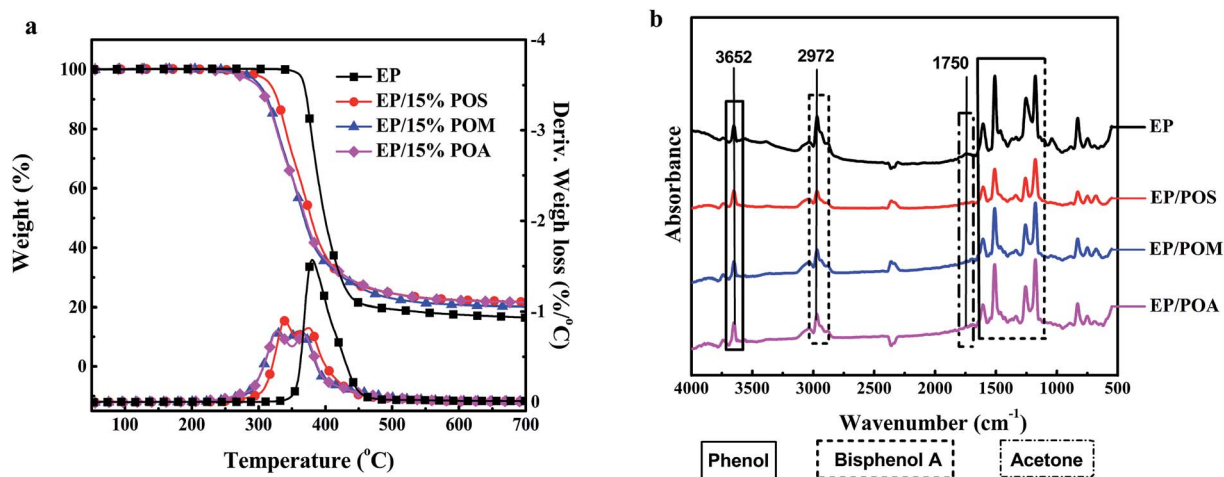 a
-4
100
80
60
40
20
0
Weight (%)
EP
EP/15% POS
EP/15% POM
EP/15% POA
-3
-2
-1
0
Deriv. Weigh loss (%/°C)
100 200 300 400 500 600 700
Temperature (°C)
b
3652
2972
1750
EP
EP/POS
EP/POM
EP/POA
Absorbance
4000 3500 3000 2500 2000 1500 1000 500
Wavenumber (cm-1)
Phenol
Bisphenol A
Acetone